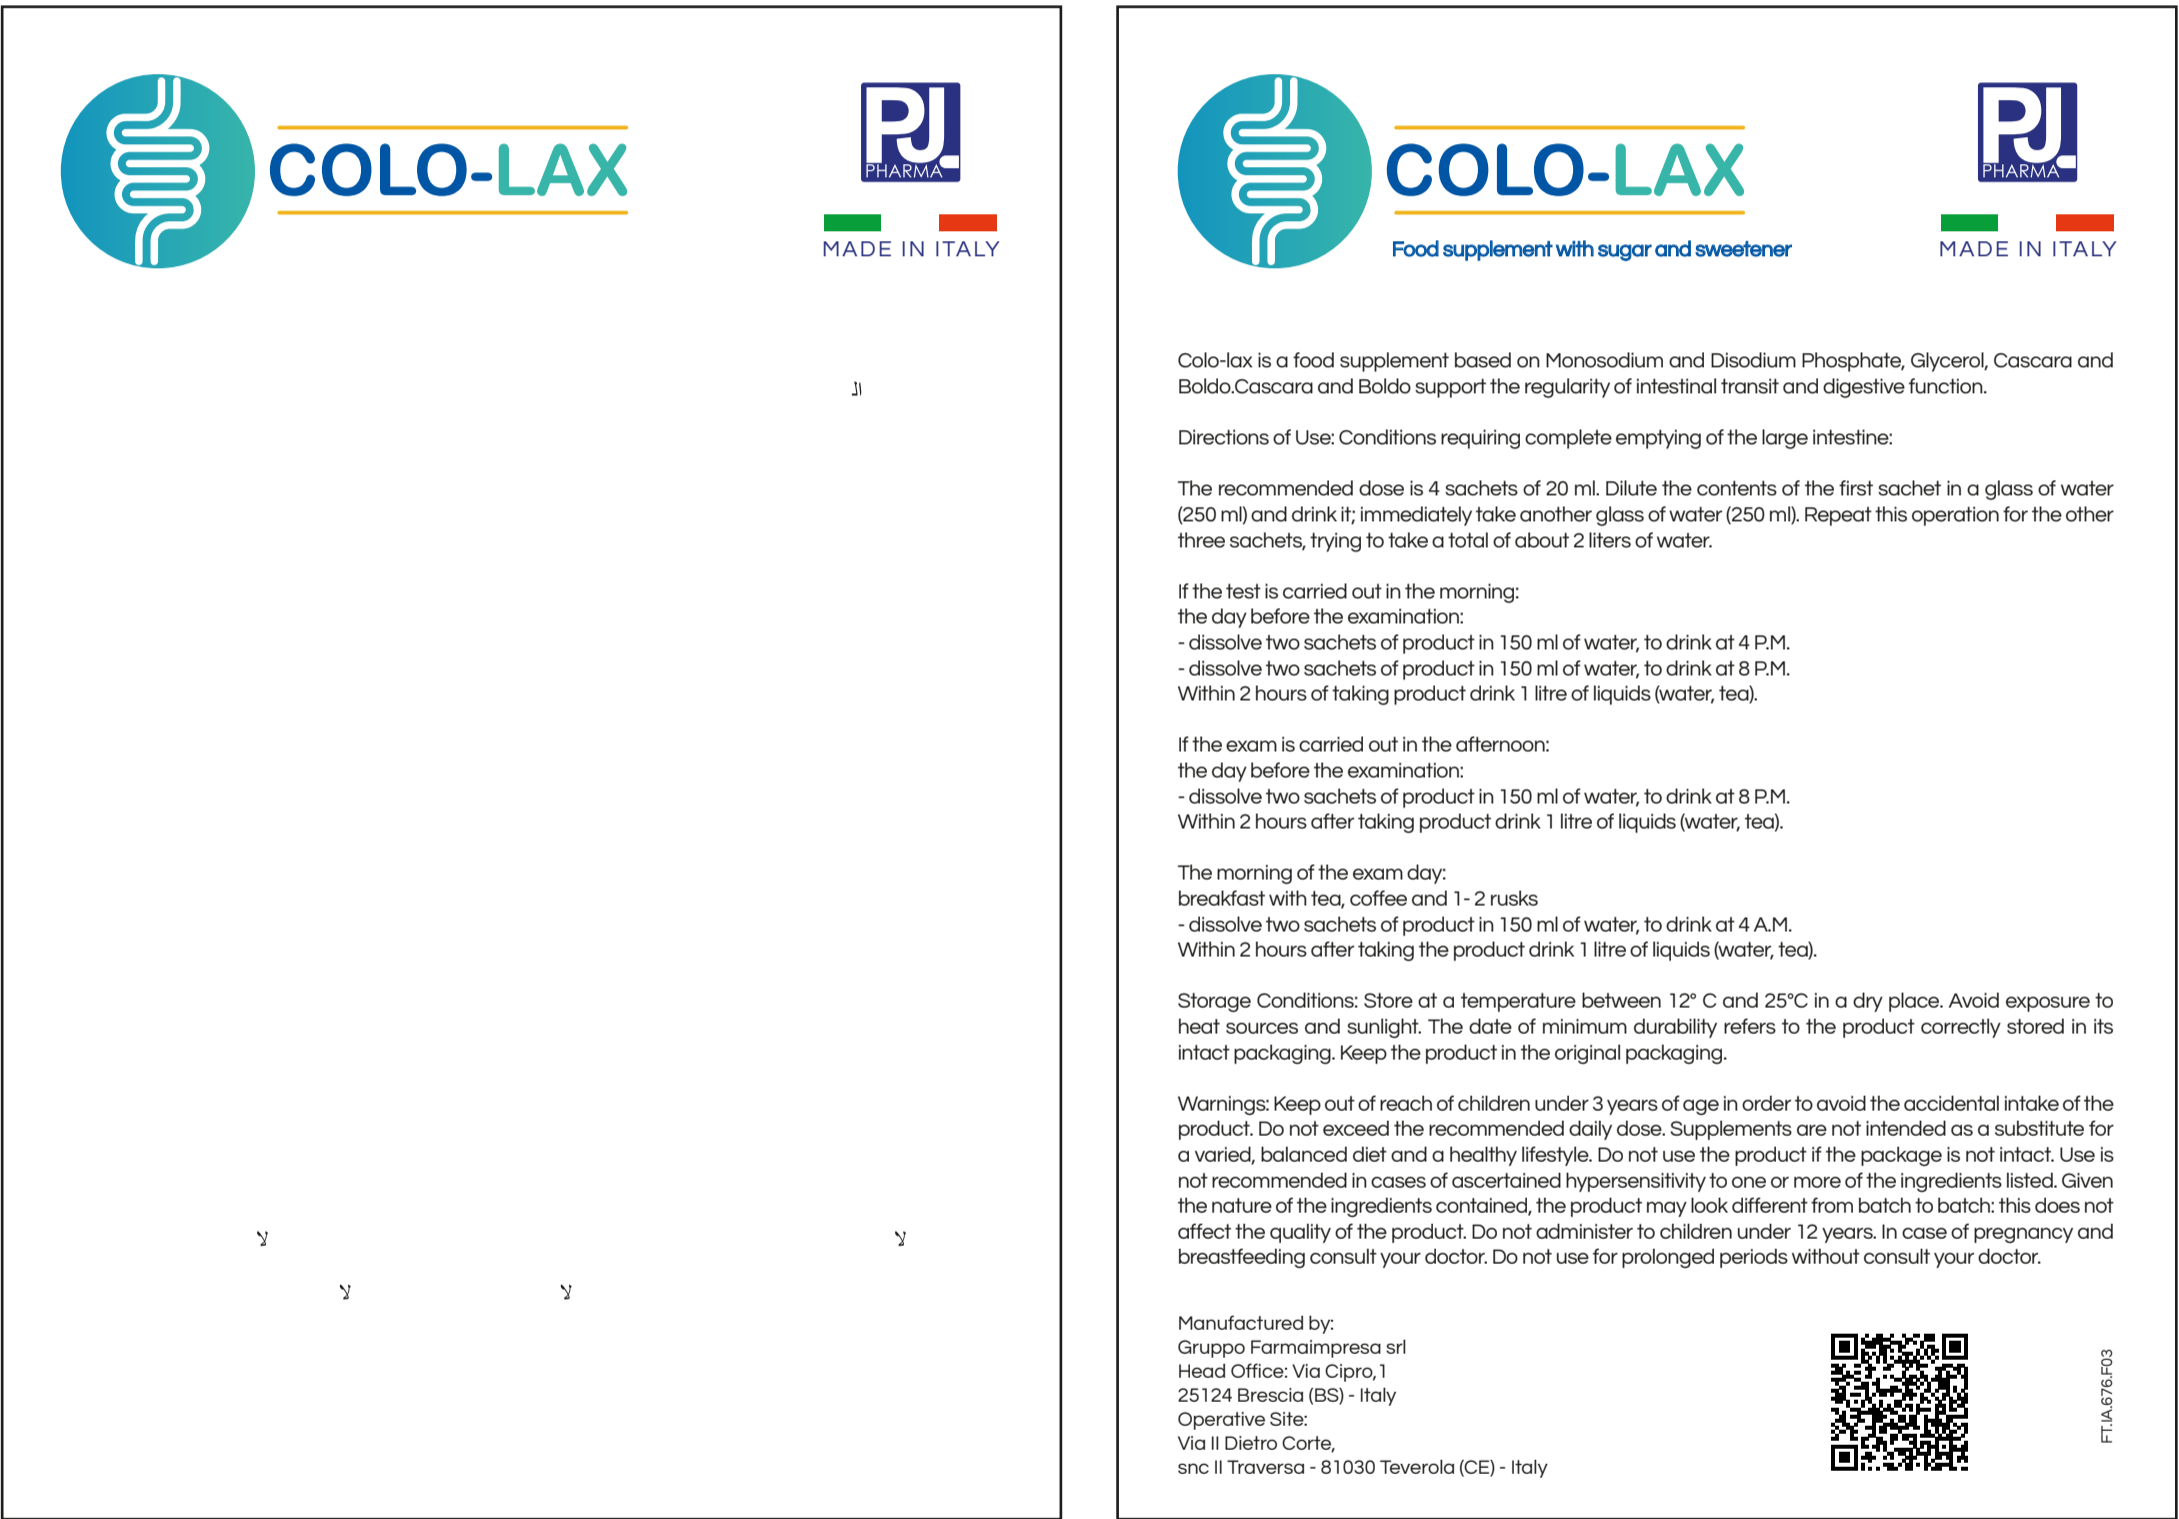 COLO-LAX
PJ
PHARMA
MADE IN ITALY
ال
لا لا
لا لا
COLO-LAX
Food supplement with sugar and sweetener
PJ
PHARMA
MADE IN ITALY
Colo-lax is a food supplement based on Monosodium and Disodium Phosphate, Glycerol, Cascara and
Boldo.Cascara and Boldo support the regularity of intestinal transit and digestive function.
Directions of Use: Conditions requiring complete emptying of the large intestine:
The recommended dose is 4 sachets of 20 ml. Dilute the contents of the first sachet in a glass of water
(250 ml) and drink it; immediately take another glass of water (250 ml). Repeat this operation for the other
three sachets, trying to take a total of about 2 liters of water.
If the test is carried out in the morning:
the day before the examination:
- dissolve two sachets of product in 150 ml of water, to drink at 4 P.M.
- dissolve two sachets of product in 150 ml of water, to drink at 8 P.M.
Within 2 hours of taking product drink 1 litre of liquids (water, tea).
If the exam is carried out in the afternoon:
the day before the examination:
- dissolve two sachets of product in 150 ml of water, to drink at 8 P.M.
Within 2 hours after taking product drink 1 litre of liquids (water, tea).
The morning of the exam day:
breakfast with tea, coffee and 1- 2 rusks
- dissolve two sachets of product in 150 ml of water, to drink at 4 A.M.
Within 2 hours after taking the product drink 1 litre of liquids (water, tea).
Storage Conditions: Store at a temperature between 12° C and 25°C in a dry place. Avoid exposure to
heat sources and sunlight. The date of minimum durability refers to the product correctly stored in its
intact packaging. Keep the product in the original packaging.
Warnings: Keep out of reach of children under 3 years of age in order to avoid the accidental intake of the
product. Do not exceed the recommended daily dose. Supplements are not intended as a substitute for
a varied, balanced diet and a healthy lifestyle. Do not use the product if the package is not intact. Use is
not recommended in cases of ascertained hypersensitivity to one or more of the ingredients listed. Given
the nature of the ingredients contained, the product may look different from batch to batch: this does not
affect the quality of the product. Do not administer to children under 12 years. In case of pregnancy and
breastfeeding consult your doctor. Do not use for prolonged periods without consult your doctor.
Manufactured by:
Gruppo Farmaimpresa srl
Head Office: Via Cipro,1
25124 Brescia (BS) - Italy
Operative Site:
Via II Dietro Corte,
snc II Traversa - 81030 Teverola (CE) - Italy
FT.IA.676.F03